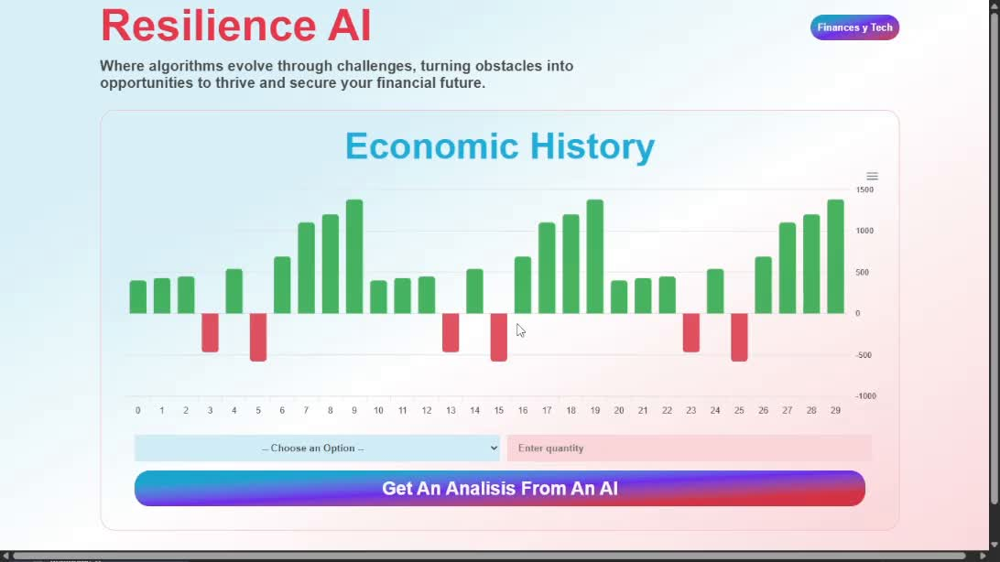 Resilience AI
Finances y Tech
Where algorithms evolve through challenges, turning obstacles into
opportunities to thrive and secure your financial future.
Economic History
1500
1000
500
0
-500
-1000
0 1 2 3 4 5 6 7 8 9 10 11 12 13 14 15 16 17 18 19 20 21 22 23 24 25 26 27 28 29
-- Choose an Option --
Enter quantity
Get An Analisis From An AI